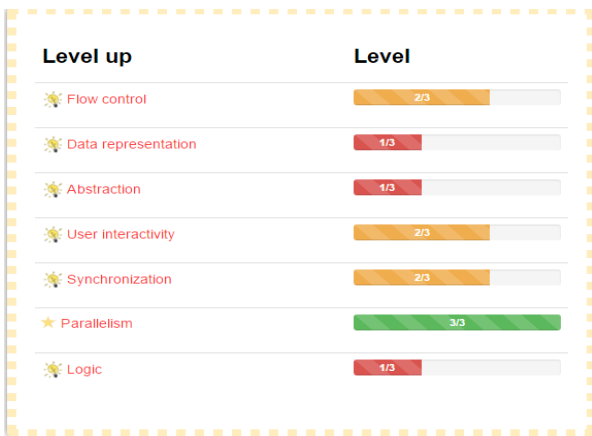 Level up Level
Flow control 2/3
Data representation 1/3
Abstraction 1/3
User interactivity 2/3
Synchronization 2/3
Parallelism 3/3
Logic 1/3